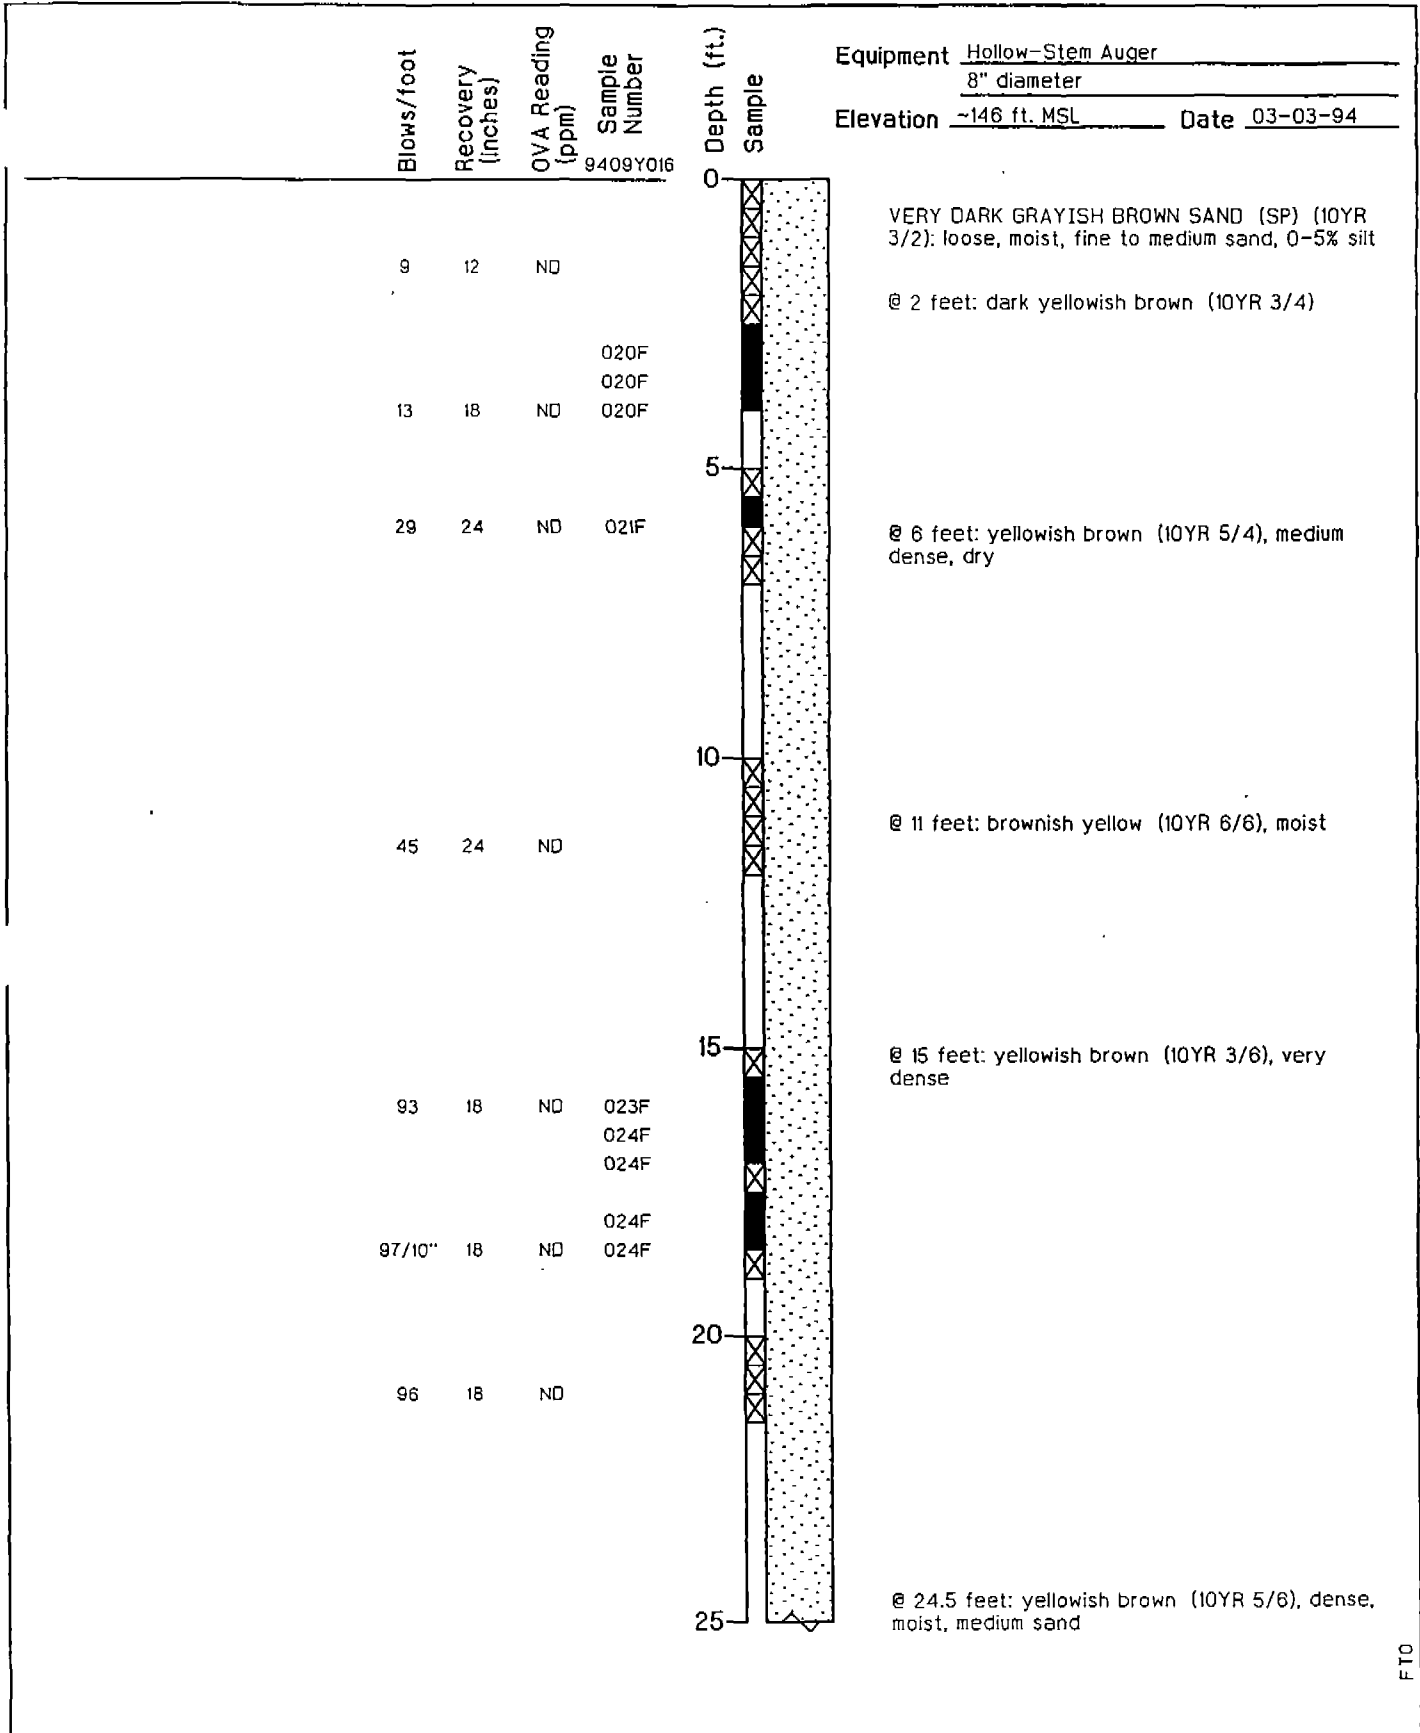 Blows/foot
Recovery
(inches)
OVA Reading
(ppm)
Sample
Number
9409Y016
Depth (ft.)
Sample
Equipment Hollow-Stem Auger
8" diameter
Elevation ~146 ft. MSL Date 03-03-94
0
VERY DARK GRAYISH BROWN SAND (SP) (10YR
3/2): loose, moist, fine to medium sand, 0-5% silt
9 12 ND
@ 2 feet: dark yellowish brown (10YR 3/4)
020F
020F
13 18 ND 020F
5
29 24 ND 021F
@ 6 feet: yellowish brown (10YR 5/4), medium
dense, dry
10
@ 11 feet: brownish yellow (10YR 6/6), moist
45 24 ND
15
@ 15 feet: yellowish brown (10YR 3/6), very
dense
93 18 ND 023F
024F
024F
024F
97/10" 18 ND 024F
20
96 18 ND
@ 24.5 feet: yellowish brown (10YR 5/6), dense,
moist, medium sand
25
FTO